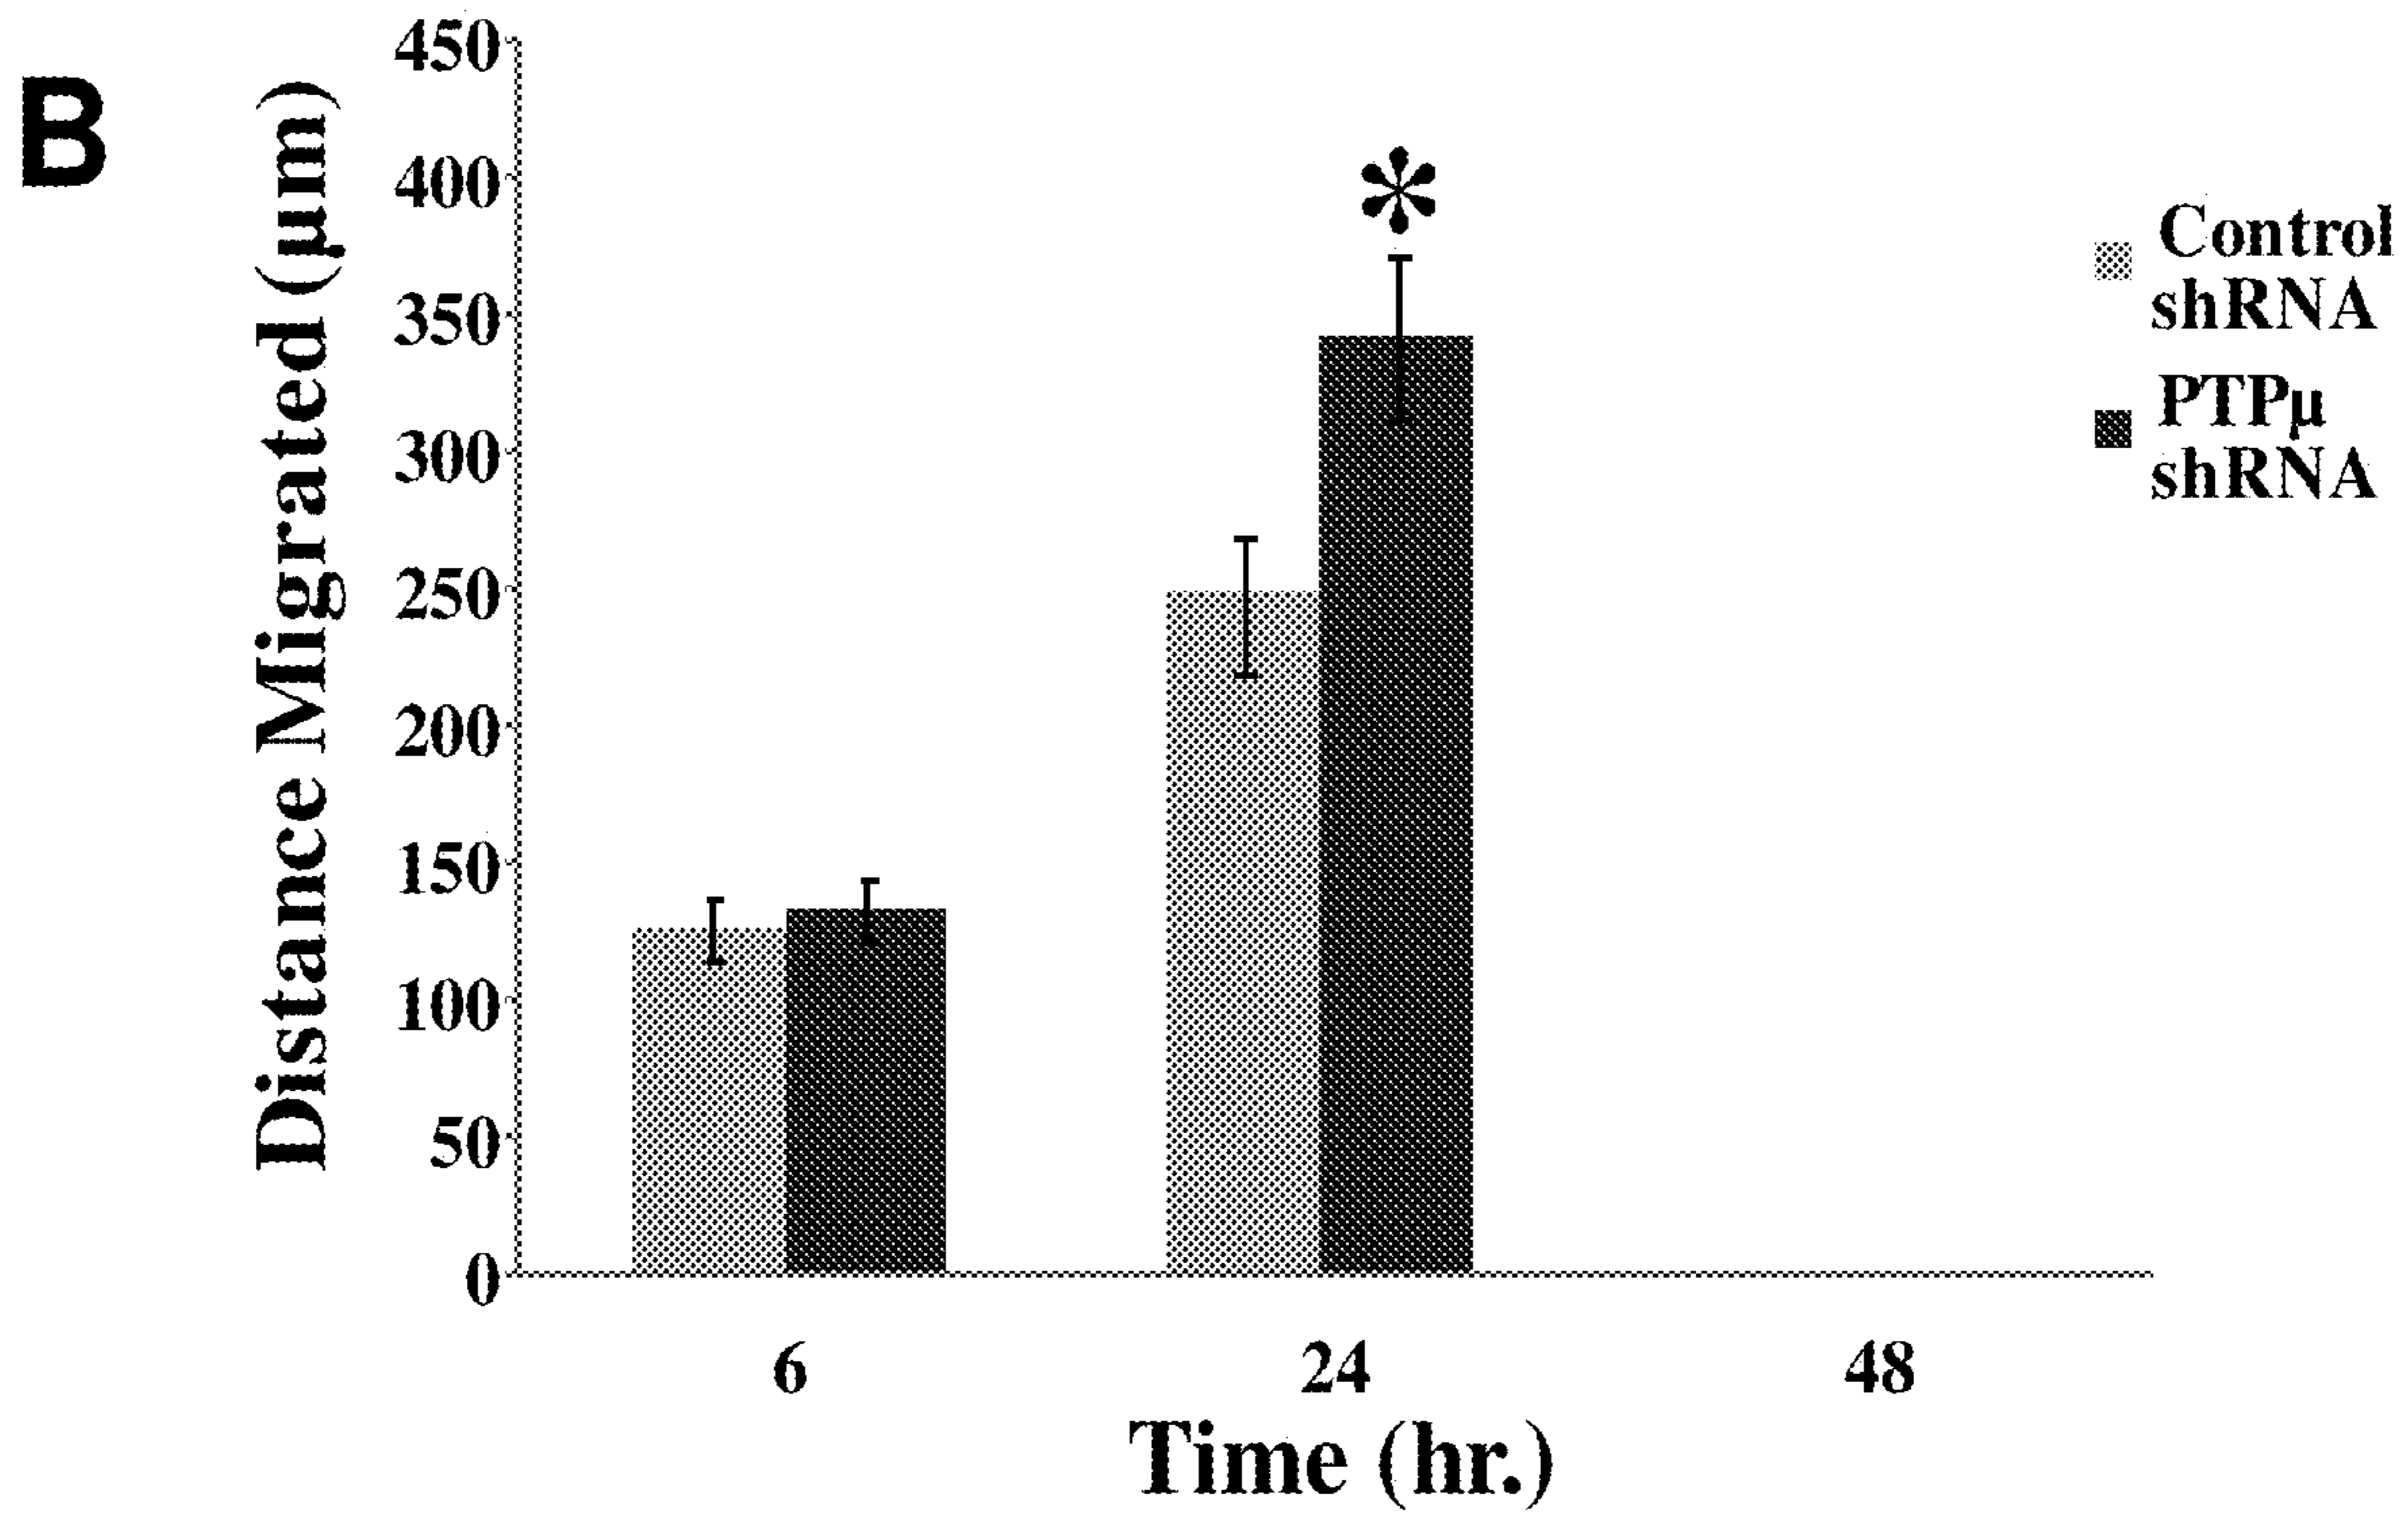 B
Distance Migrated (µm)
450
400
350
300
250
200
150
100
50
0
*
Control
shRNA
PTPµ
shRNA
6
24
48
Time (hr.)